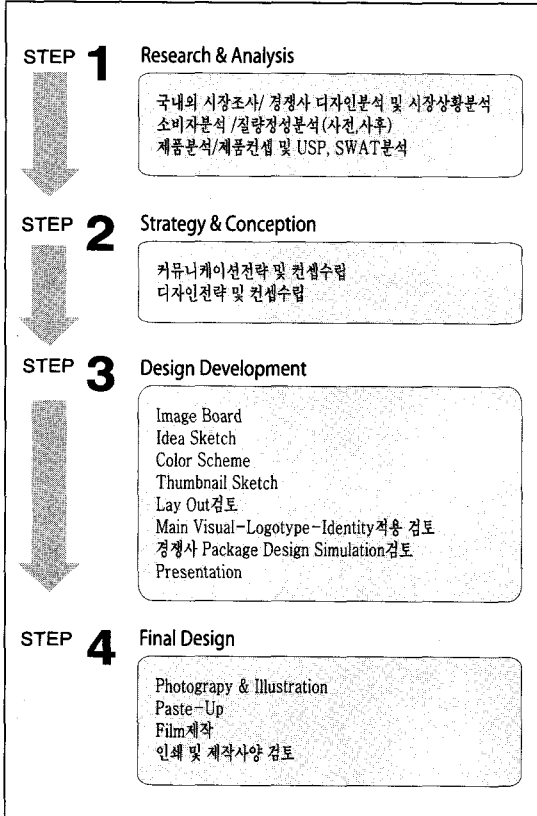 STEP 1 Research & Analysis
국내외 시장조사/ 경쟁사 디자인분석 및 시장상황분석
소비자분석 /질량정성분석(사전,사후)
제품분석/제품컨셉 및 USP, SWAT분석
STEP 2 Strategy & Conception
커뮤니케이션전략 및 컨셉수립
디자인전략 및 컨셉수립
STEP 3 Design Development
Image Board
Idea Sketch
Color Scheme
Thumbnail Sketch
Lay Out검토
Main Visual-Logotype-Identity적용 검토
경쟁사 Package Design Simulation검토
Presentation
STEP 4 Final Design
Photograpy & Illustration
Paste-Up
Film제작
인쇄 및 제작사양 검토